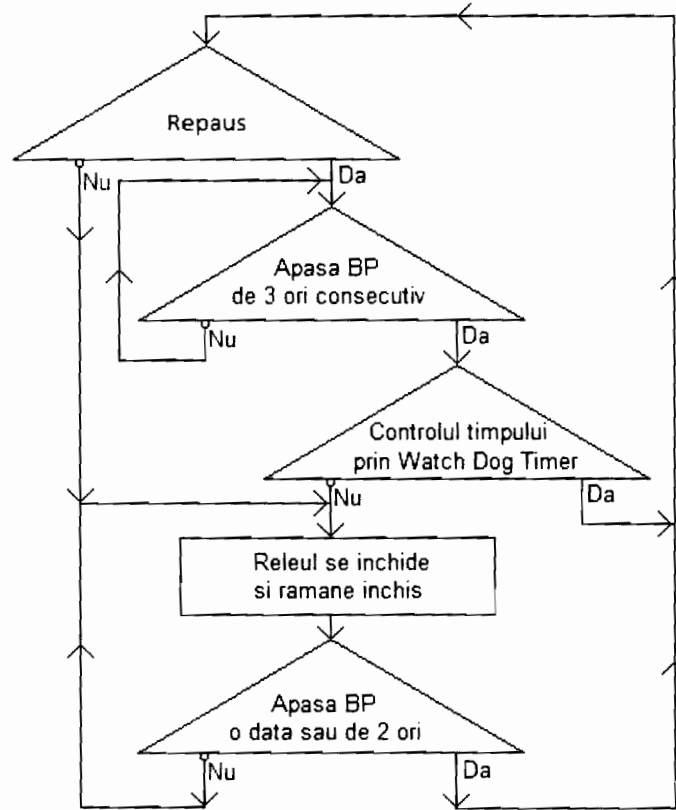 Repaus
Nu
Da
Apasa BP
de 3 ori consecutiv
Nu
Da
Controlul timpului
prin Watch Dog Timer
Nu
Da
Releul se inchide
si ramane inchis
Apasa BP
o data sau de 2 ori
Nu
Da